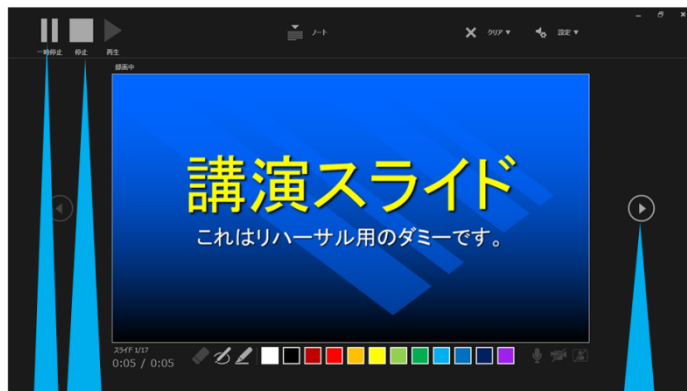 一時停止 停止 再生
ノート
クリア ▼
設定 ▼
録画中
講演スライド
これはリハーサル用のダミーです。
スライド 1/17
0:05 / 0:05